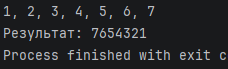 1, 2, 3, 4, 5, 6, 7
Результат: 7654321
Process finished with exit c